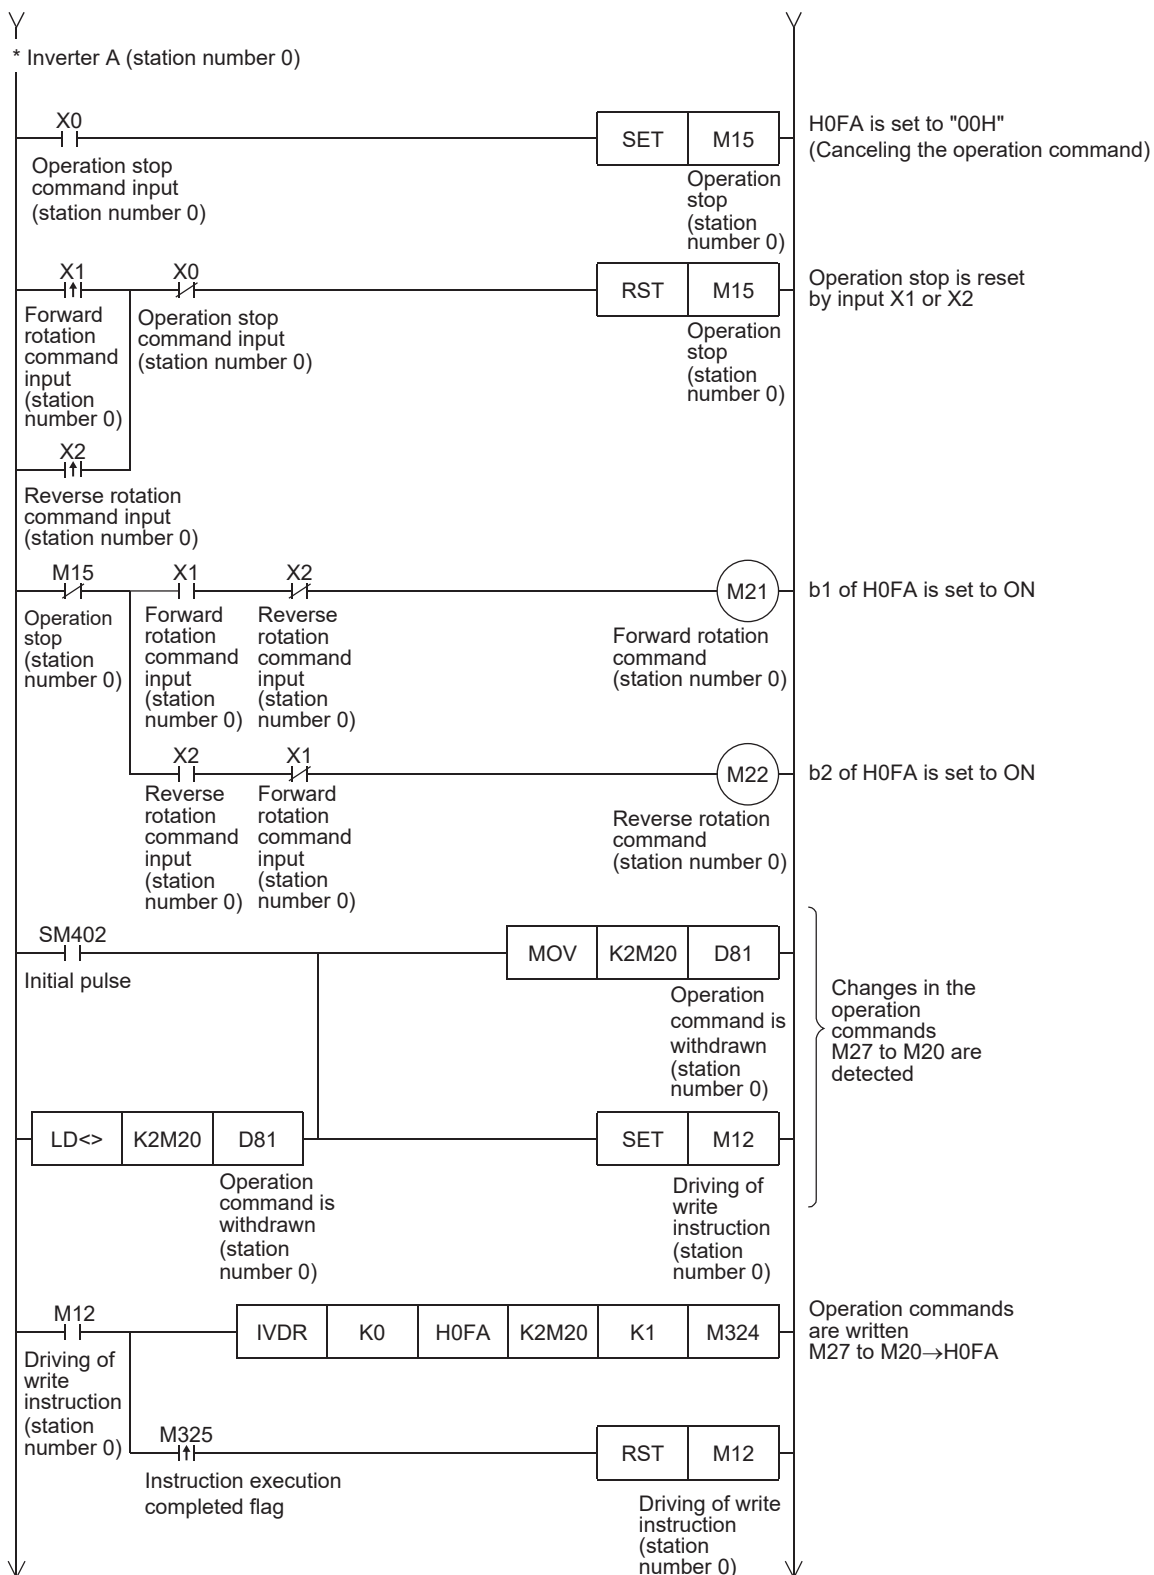 * Inverter A (station number 0)
X0
SET M15
H0FA is set to "00H"
(Canceling the operation command)
Operation stop
command input
(station number 0)
Operation
stop
(station
number 0)
X1 X0
RST M15
Operation stop is reset
by input X1 or X2
Forward
rotation
command
input
(station
number 0)
Operation stop
command input
(station number 0)
Operation
stop
(station
number 0)
X2
Reverse rotation
command input
(station number 0)
M15 X1 X2
M21
b1 of H0FA is set to ON
Operation
stop
(station
number 0)
Forward
rotation
command
input
(station
number 0)
Reverse
rotation
command
input
(station
number 0)
Forward rotation
command
(station number 0)
X2 X1
M22
b2 of H0FA is set to ON
Reverse
rotation
command
input
(station
number 0)
Forward
rotation
command
input
(station
number 0)
Reverse rotation
command
(station number 0)
SM402
MOV K2M20 D81
Initial pulse
Operation
command is
withdrawn
(station
number 0)
Changes in the
operation
commands
M27 to M20 are
detected
LD<> K2M20 D81
SET M12
Operation
command is
withdrawn
(station
number 0)
Driving of
write
instruction
(station
number 0)
M12
IVDR K0 H0FA K2M20 K1 M324
Operation commands
are written
M27 to M20→H0FA
Driving of
write
instruction
(station
number 0)
M325
RST M12
Instruction execution
completed flag
Driving of write
instruction
(station
number 0)